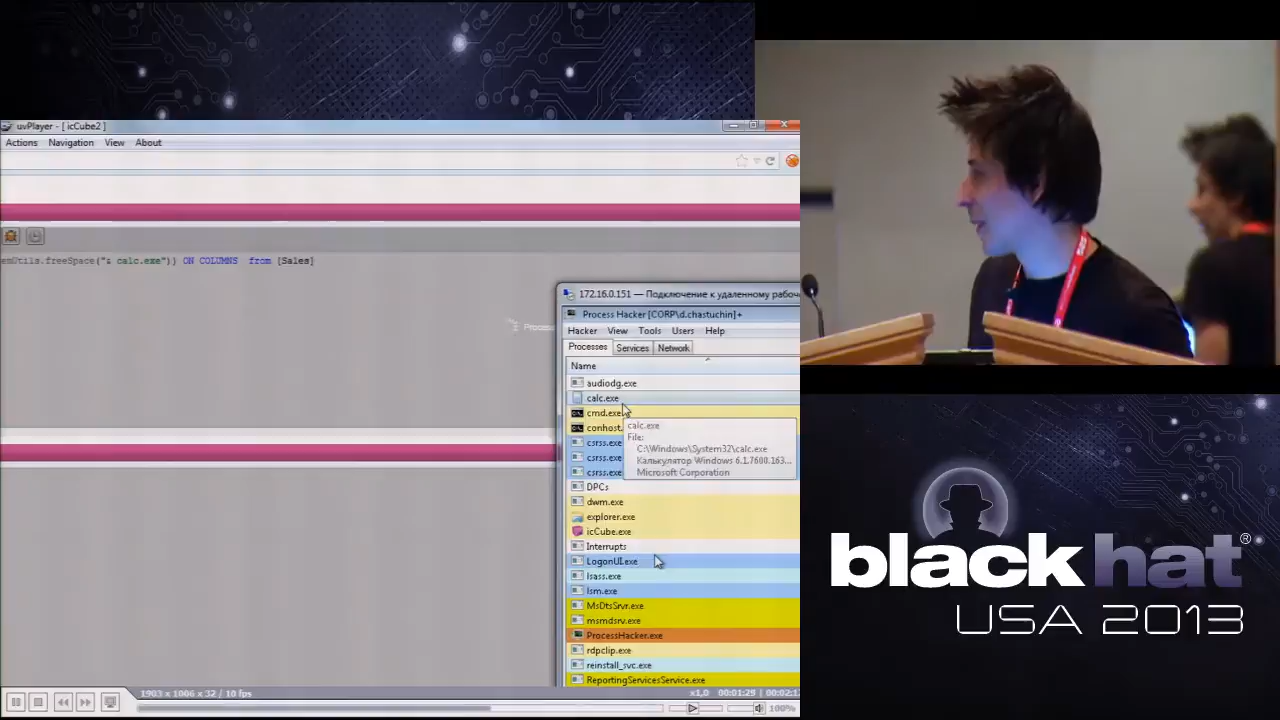 uvPlayer - [ icCube2 ]
Actions Navigation View About
emUtils.freeSpace("& calc.exe")) ON COLUMNS from [Sales]
172.16.0.151 — Подключение к удаленному рабоч
Process
Process Hacker [CORP\d.chastuchin]+
Hacker View Tools Users Help
Processes Services Network
Name
audiodg.exe
calc.exe
cmd.exe
conhost.
calc.exe
File:
C:\Windows\System32\calc.exe
Калькулятор Windows 6.1.7600.163...
Microsoft Corporation
csrss.exe
csrss.exe
csrss.exe
DPCs
dwm.exe
explorer.exe
icCube.exe
Interrupts
LogonUI.exe
lsass.exe
lsm.exe
MsDtsSrvr.exe
msmdsrv.exe
ProcessHacker.exe
rdpclip.exe
reinstall_svc.exe
ReportingServicesService.exe
1903 x 1006 x 32 / 10 fps
x1,0 00:01:29
100%
blackhat®
USA 2013